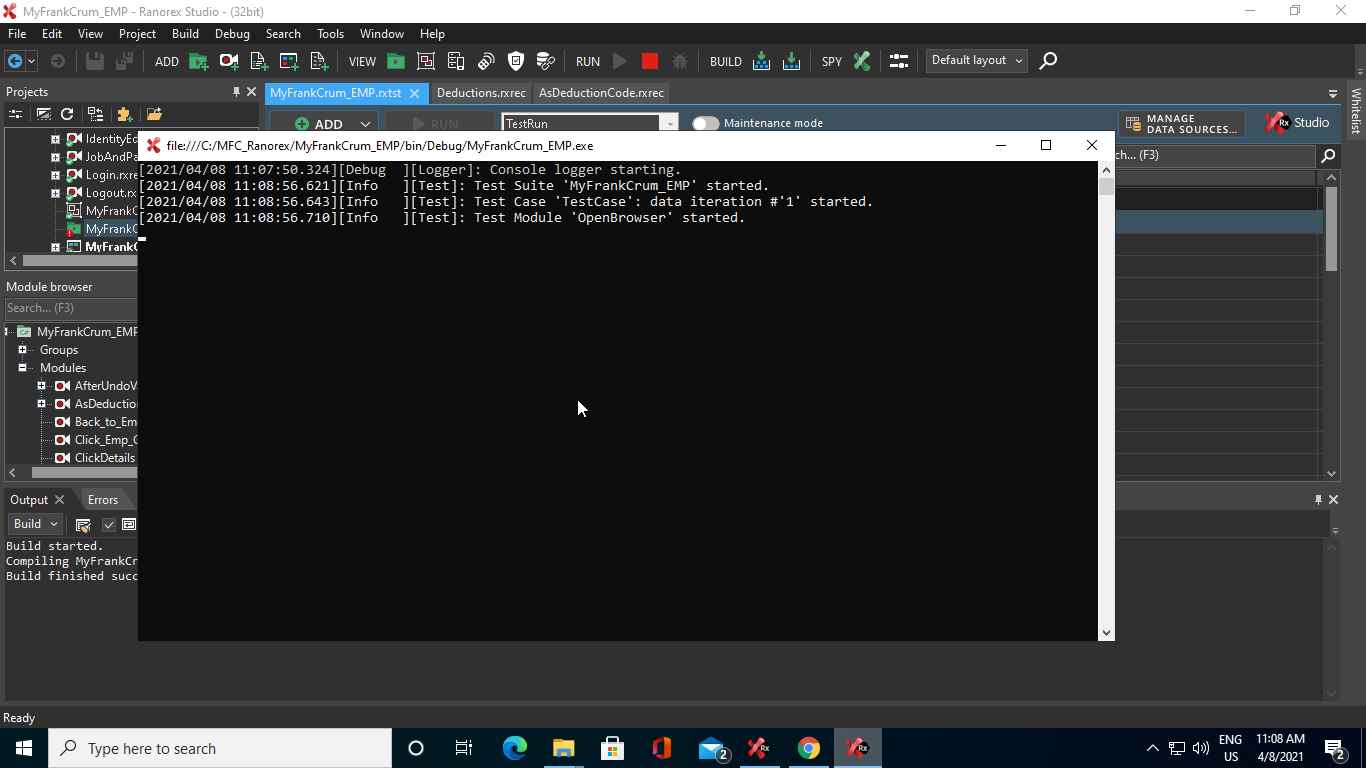 MyFrankCrum_EMP - Ranorex Studio - (32bit)
File Edit View Project Build Debug Search Tools Window Help
ADD VIEW RUN BUILD SPY Default layout
Projects
MyFrankCrum_EMP.rxtst Deductions.rxrec AsDeductionCode.rxrec
Whitelist
ADD RUN TestRun Maintenance mode MANAGE DATA SOURCES... Rx Studio
IdentityEd
JobAndPa
Login.rxre
Logout.rx
MyFrankC
MyFrankC
MyFrankC
file:///C:/MFC_Ranorex/MyFrankCrum_EMP/bin/Debug/MyFrankCrum_EMP.exe
ch... (F3)
[2021/04/08 11:07:50.324][Debug  ][Logger]: Console logger starting.
[2021/04/08 11:08:56.621][Info   ][Test]: Test Suite 'MyFrankCrum_EMP' started.
[2021/04/08 11:08:56.643][Info   ][Test]: Test Case 'TestCase': data iteration #'1' started.
[2021/04/08 11:08:56.710][Info   ][Test]: Test Module 'OpenBrowser' started.
Module browser
Search... (F3)
MyFrankCrum_EMP
Groups
Modules
AfterUndoV
AsDeductio
Back_to_Em
Click_Emp_C
ClickDetails
Output Errors
Build
Build started.
Compiling MyFrankCr
Build finished succ
Ready
Type here to search
2
Rx
Rx
ENG
US
11:08 AM
4/8/2021
2